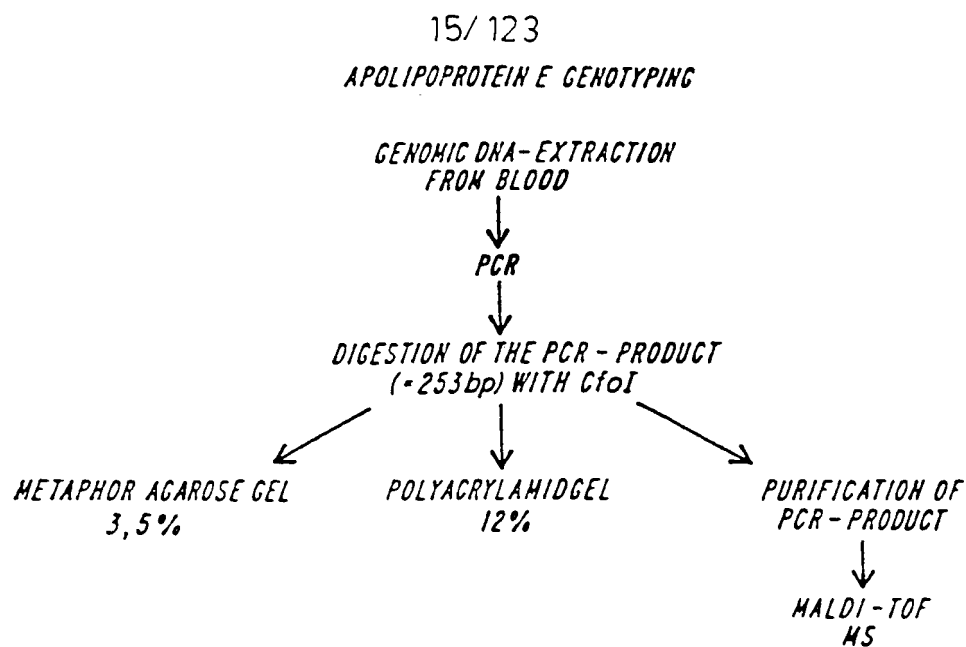 15/123
APOLIPOPROTEIN E GENOTYPING
GENOMIC DNA-EXTRACTION
FROM BLOOD
PCR
DIGESTION OF THE PCR-PRODUCT
(=253bp) WITH CfoI
METAPHOR AGAROSE GEL
3,5%
POLYACRYLAMIDGEL
12%
PURIFICATION OF
PCR-PRODUCT
MALDI-TOF
MS